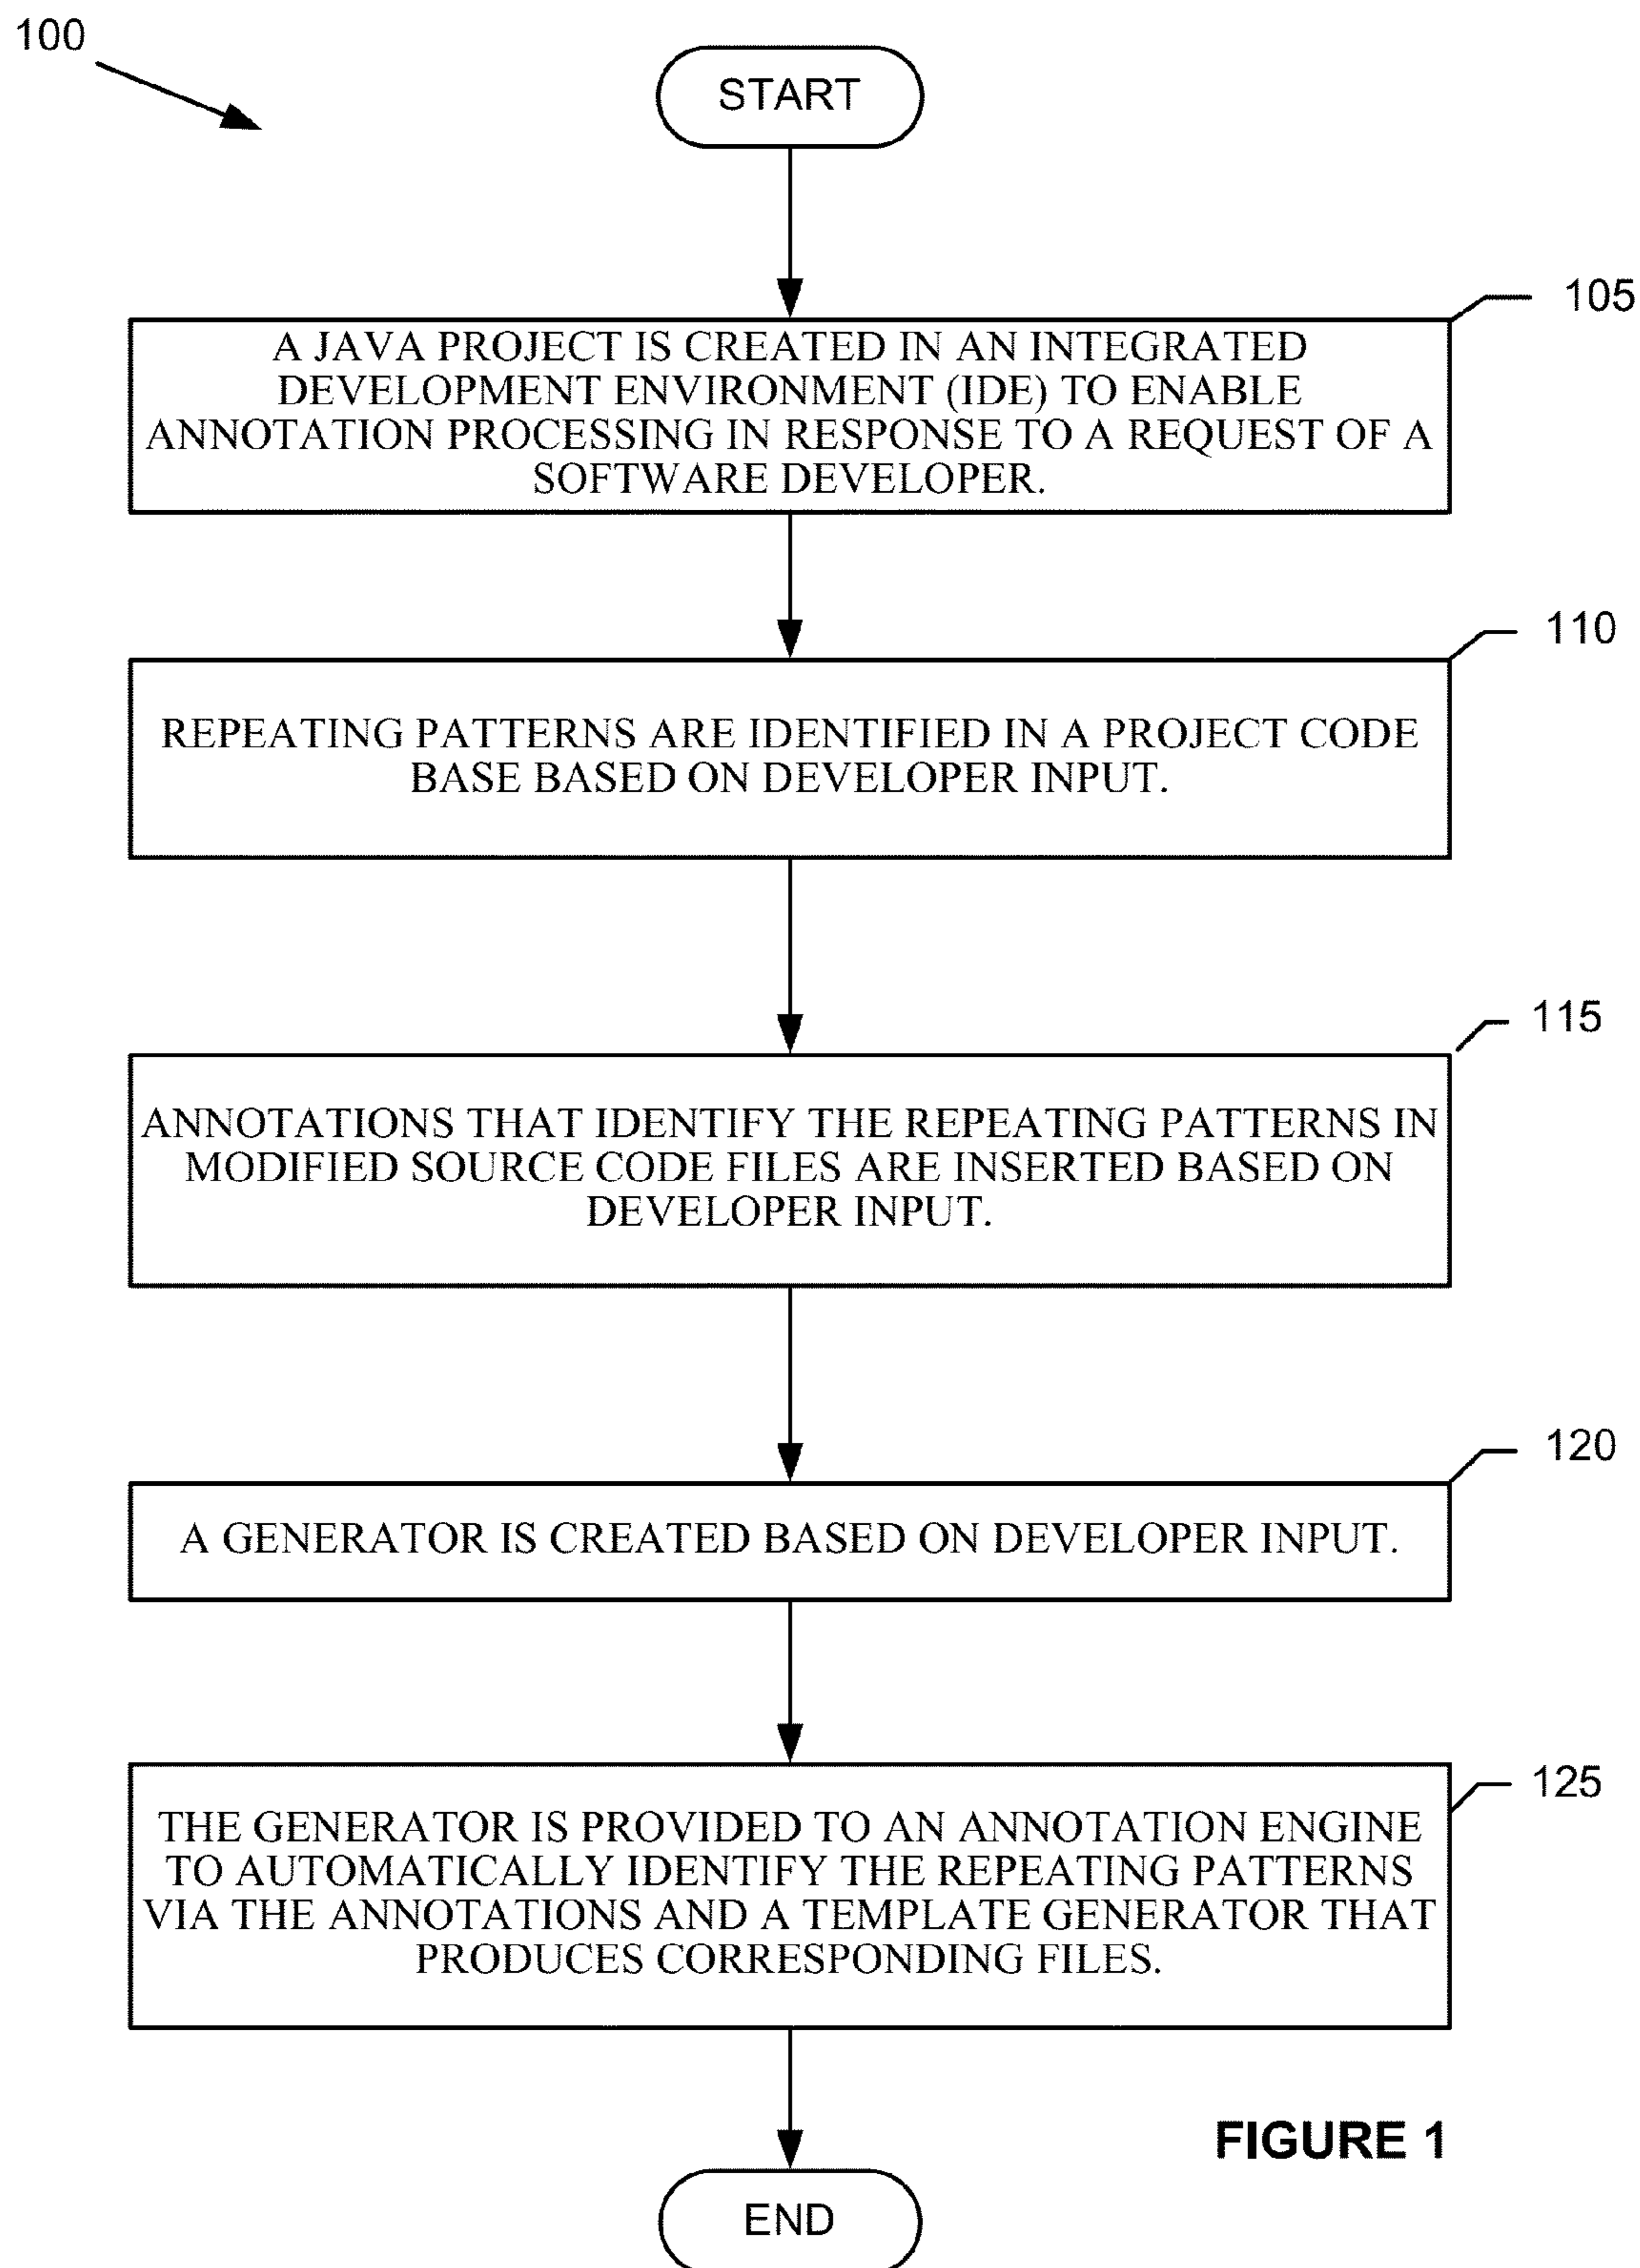 100
START
105
A JAVA PROJECT IS CREATED IN AN INTEGRATED
DEVELOPMENT ENVIRONMENT (IDE) TO ENABLE
ANNOTATION PROCESSING IN RESPONSE TO A REQUEST OF A
SOFTWARE DEVELOPER.
110
REPEATING PATTERNS ARE IDENTIFIED IN A PROJECT CODE
BASE BASED ON DEVELOPER INPUT.
115
ANNOTATIONS THAT IDENTIFY THE REPEATING PATTERNS IN
MODIFIED SOURCE CODE FILES ARE INSERTED BASED ON
DEVELOPER INPUT.
120
A GENERATOR IS CREATED BASED ON DEVELOPER INPUT.
125
THE GENERATOR IS PROVIDED TO AN ANNOTATION ENGINE
TO AUTOMATICALLY IDENTIFY THE REPEATING PATTERNS
VIA THE ANNOTATIONS AND A TEMPLATE GENERATOR THAT
PRODUCES CORRESPONDING FILES.
FIGURE 1
END